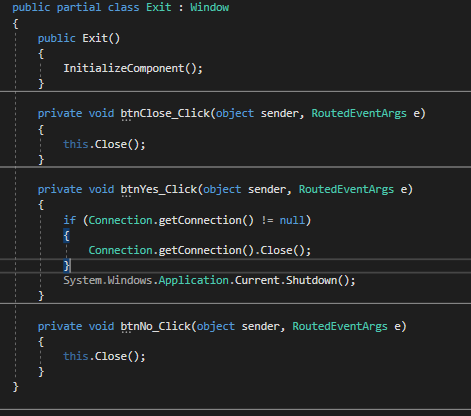 public partial class Exit : Window
{
    public Exit()
    {
        InitializeComponent();
    }
    private void btnClose_Click(object sender, RoutedEventArgs e)
    {
        this.Close();
    }
    private void btnYes_Click(object sender, RoutedEventArgs e)
    {
        if (Connection.getConnection() != null)
        {
            Connection.getConnection().Close();
        }
        System.Windows.Application.Current.Shutdown();
    }
    private void btnNo_Click(object sender, RoutedEventArgs e)
    {
        this.Close();
    }
}